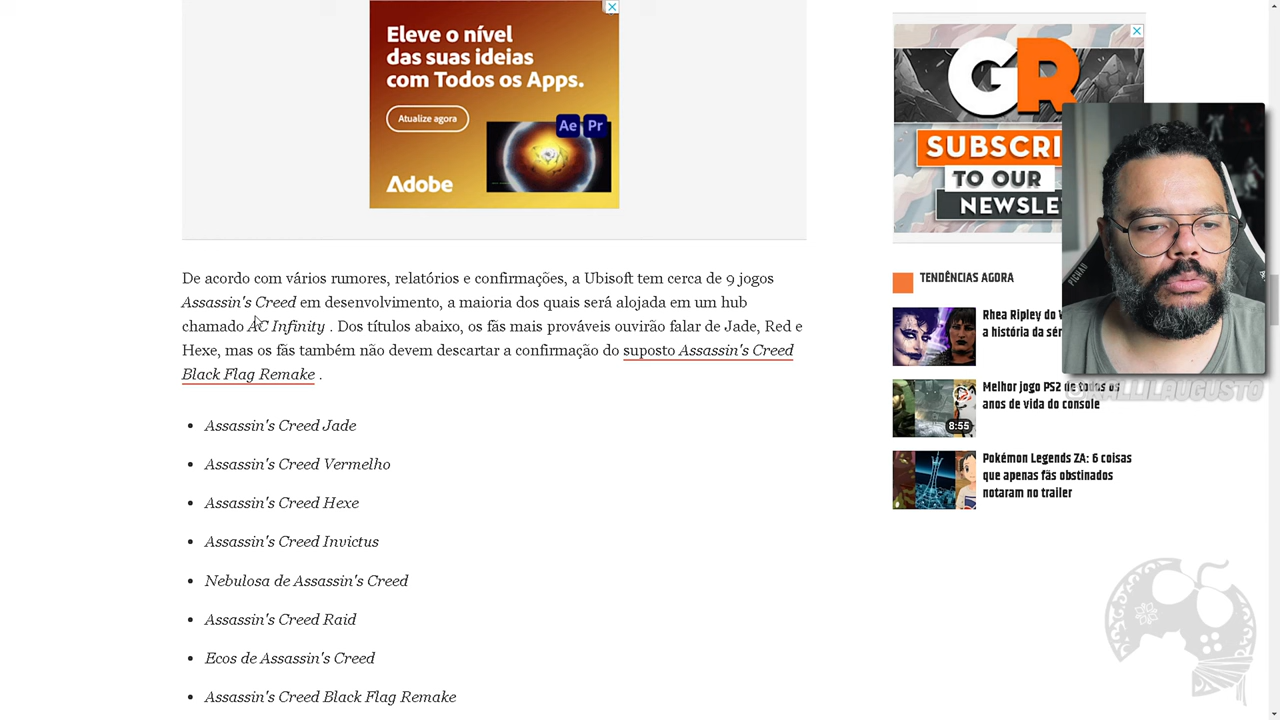 Eleve o nível
das suas ideias
com Todos os Apps.
Atualize agora
Ae Pr
Adobe
GR
SUBSCRI
TO OUR
NEWSLE
De acordo com vários rumores, relatórios e confirmações, a Ubisoft tem cerca de 9 jogos
Assassin's Creed em desenvolvimento, a maioria dos quais será alojada em um hub
chamado AC Infinity . Dos títulos abaixo, os fãs mais prováveis ouvirão falar de Jade, Red e
Hexe, mas os fãs também não devem descartar a confirmação do suposto Assassin's Creed
Black Flag Remake .
Assassin's Creed Jade
Assassin's Creed Vermelho
Assassin's Creed Hexe
Assassin's Creed Invictus
Nebulosa de Assassin's Creed
Assassin's Creed Raid
Ecos de Assassin's Creed
Assassin's Creed Black Flag Remake
TENDÊNCIAS AGORA
Rhea Ripley do
a história da
Melhor jogo PS2 de todos os
anos de vida do console
8:55
Pokémon Legends ZA: 6 coisas
que apenas fãs obstinados
notaram no trailer
PICHAU